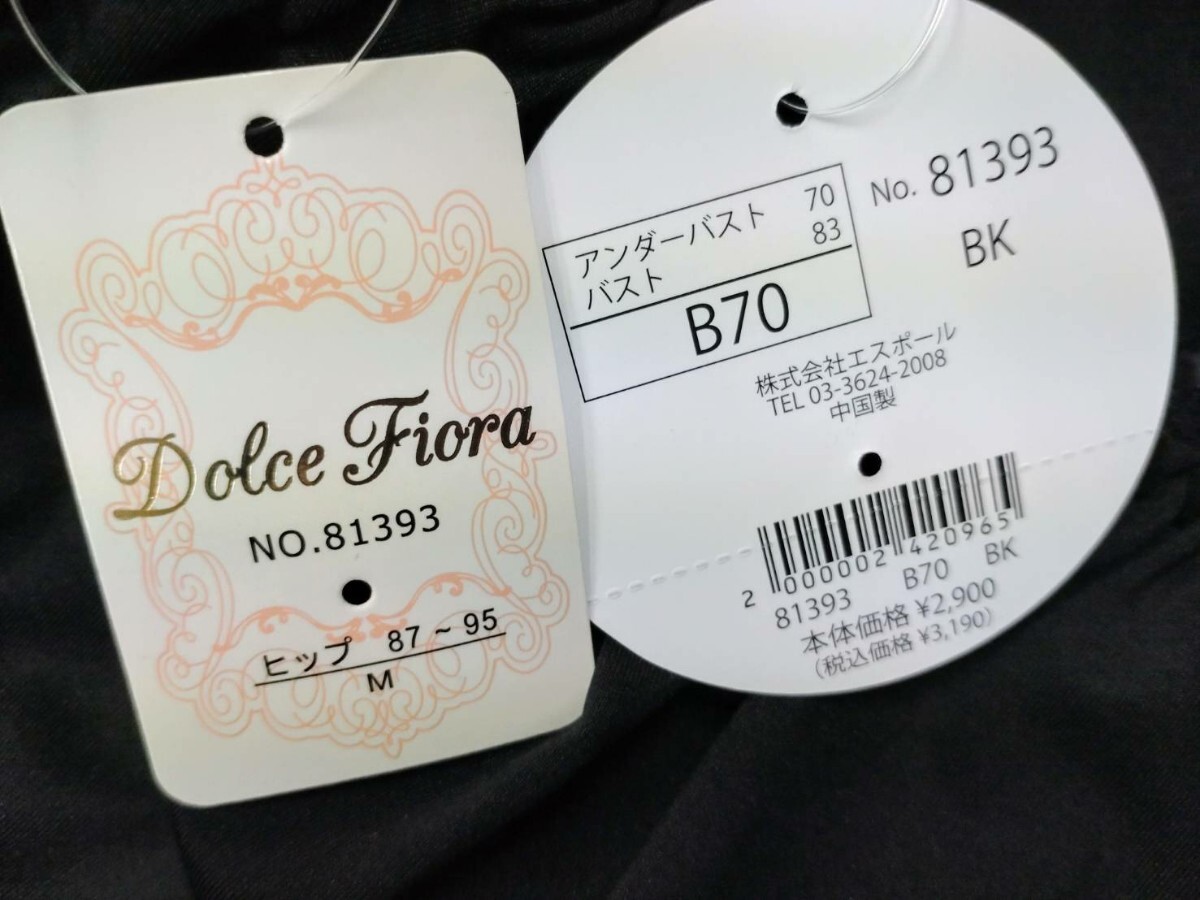 Dolce Fiora
NO.81393
ヒップ 87～95
M
No. 81393
BK
アンダーバスト 70
バスト 83
B70
株式会社エスポール
TEL 03-3624-2008
中国製
2 000002 420965
81393 B70 BK
本体価格 ¥2,900
(税込価格 ¥3,190)